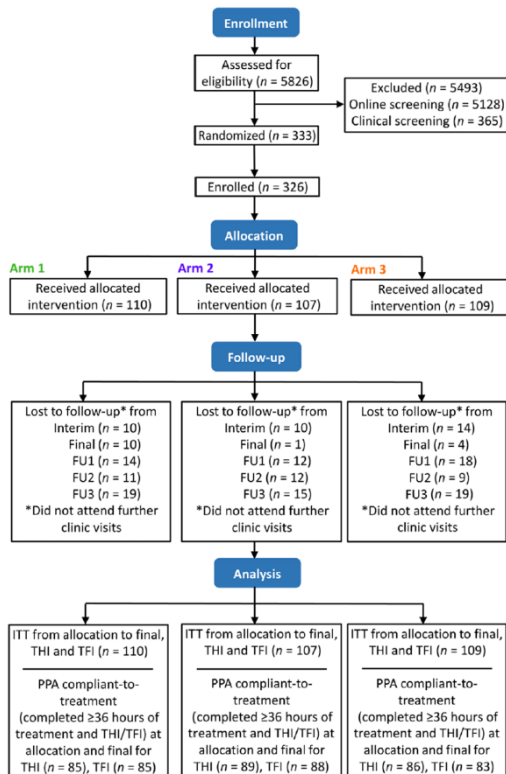 Enrollment
Assessed for
eligibility (n = 5826)
Excluded (n = 5493)
Online screening (n = 5128)
Clinical screening (n = 365)
Randomized (n = 333)
Enrolled (n = 326)
Allocation
Arm 1
Received allocated
intervention (n = 110)
Arm 2
Received allocated
intervention (n = 107)
Arm 3
Received allocated
intervention (n = 109)
Follow-up
Lost to follow-up* from
Interim (n = 10)
Final (n = 10)
FU1 (n = 14)
FU2 (n = 11)
FU3 (n = 19)
*Did not attend further
clinic visits
Lost to follow-up* from
Interim (n = 10)
Final (n = 1)
FU1 (n = 12)
FU2 (n = 12)
FU3 (n = 15)
*Did not attend further
clinic visits
Lost to follow-up* from
Interim (n = 14)
Final (n = 4)
FU1 (n = 18)
FU2 (n = 9)
FU3 (n = 19)
*Did not attend further
clinic visits
Analysis
ITT from allocation to final,
THI and TFI (n = 110)
PPA compliant-to-
treatment
(completed ≥36 hours of
treatment and THI/TFI) at
allocation and final for
THI (n = 85), TFI (n = 85)
ITT from allocation to final,
THI and TFI (n = 107)
PPA compliant-to-
treatment
(completed ≥36 hours of
treatment and THI/TFI) at
allocation and final for
THI (n = 89), TFI (n = 88)
ITT from allocation to final,
THI and TFI (n = 109)
PPA compliant-to-
treatment
(completed ≥36 hours of
treatment and THI/TFI) at
allocation and final for
THI (n = 86), TFI (n = 83)